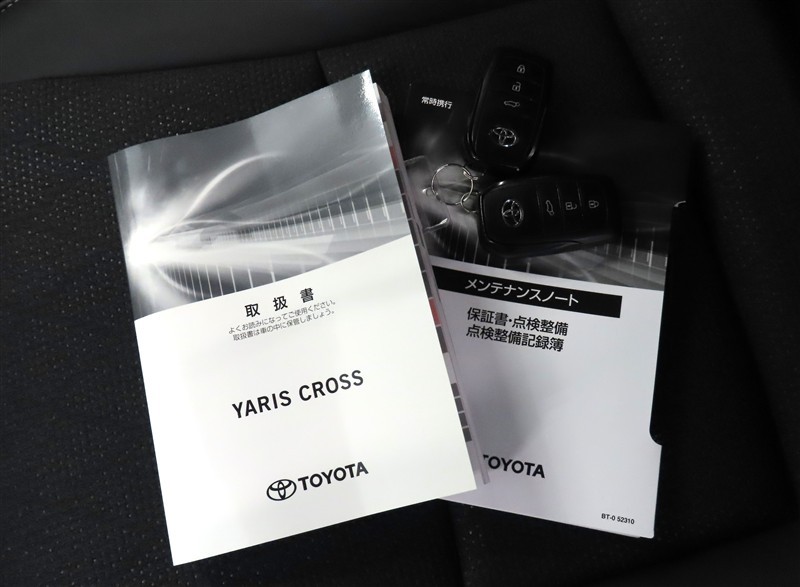 取扱書
よくお読みになってご使用ください。
取扱書は車の中に保管しましょう。
YARIS CROSS
TOYOTA
常時携行
メンテナンスノート
保証書・点検整備
点検整備記録簿
TOYOTA
BT-0 52310